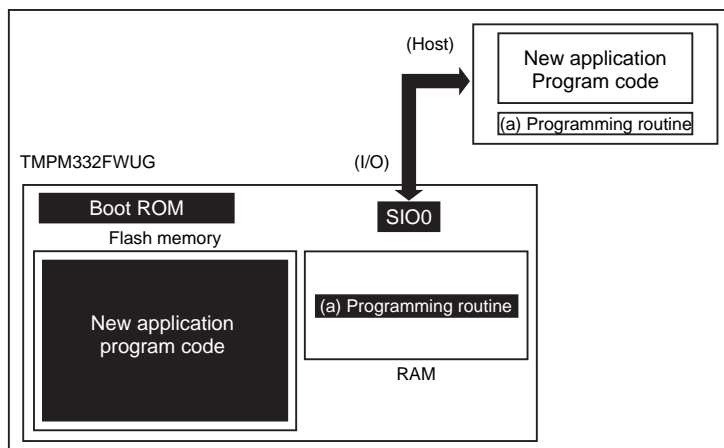 (Host)
New application
Program code
(a) Programming routine
TMPM332FWUG
(I/O)
Boot ROM
SIO0
Flash memory
(a) Programming routine
New application
program code
RAM